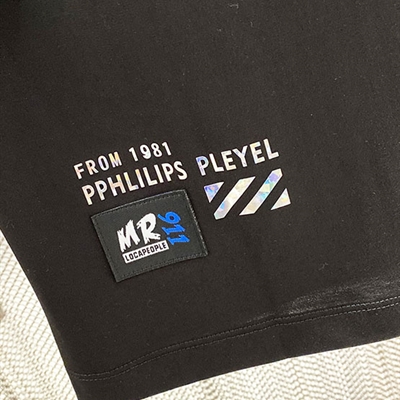 FROM 1981
PPHLILIPS PLEYEL
MR
911
LOCAPEOPLE